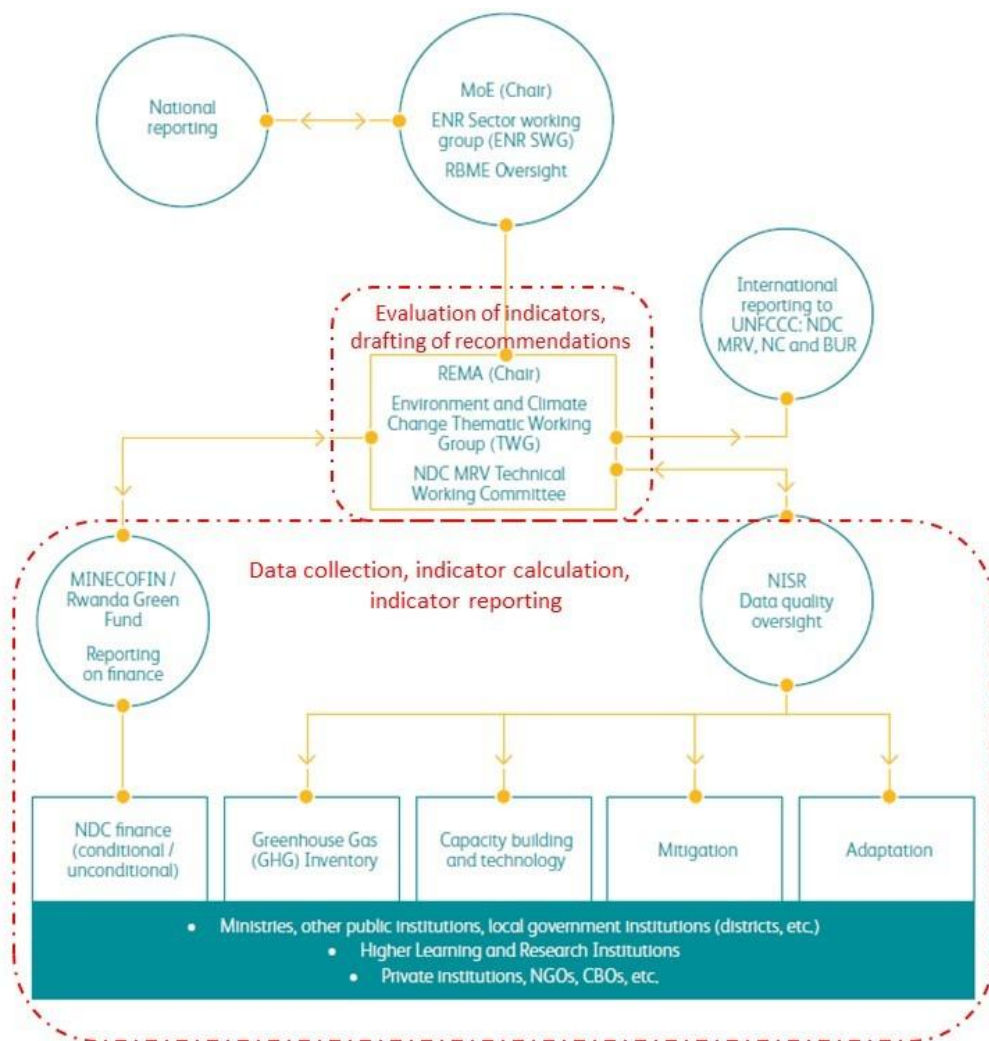 National
reporting
MoE (Chair)
ENR Sector working
group (ENR SWG)
RBME Oversight
International
reporting to
UNFCCC: NDC
MRV, NC and BUR
Evaluation of indicators,
drafting of recommendations
REMA (Chair)
Environment and Climate
Change Thematic Working
Group (TWG)
NDC MRV Technical
Working Committee
Data collection, indicator calculation,
indicator reporting
MINECOFIN /
Rwanda Green
Fund
Reporting
on finance
NISR
Data quality
oversight
NDC finance
(conditional /
unconditional)
Greenhouse Gas
(GHG) Inventory
Capacity building
and technology
Mitigation
Adaptation
• Ministries, other public institutions, local government institutions (districts, etc.)
• Higher Learning and Research Institutions
• Private institutions, NGOs, CBOs, etc.